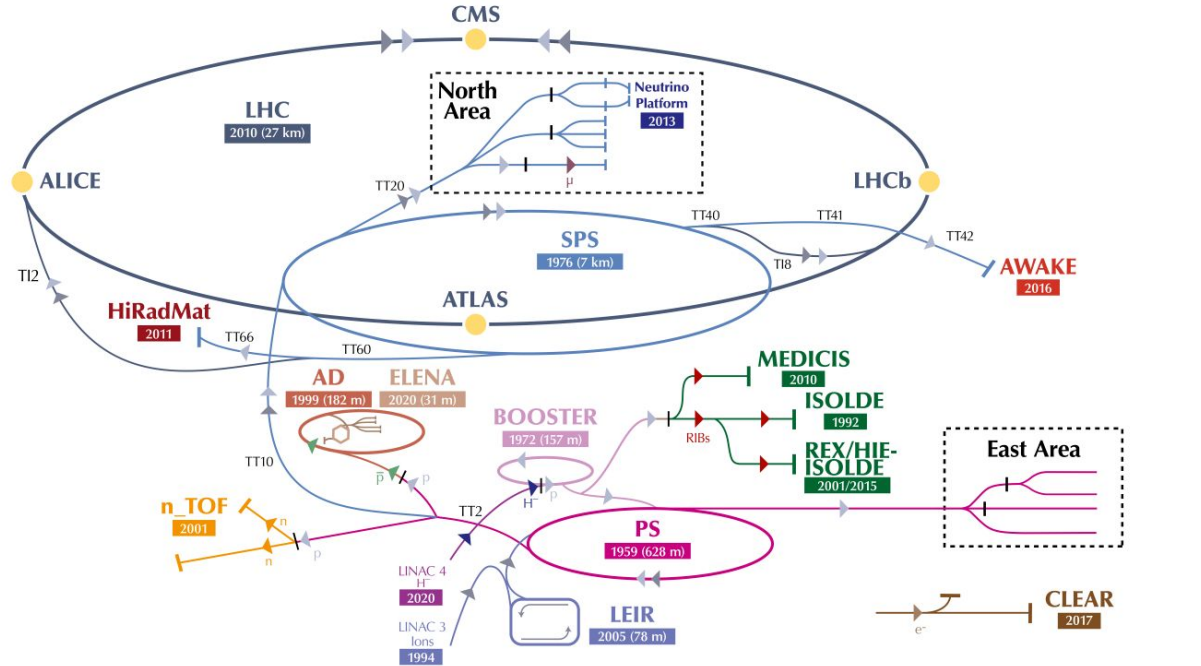 CMS
North
Area
Neutrino
Platform
2013
LHC
2010 (27 km)
μ
ALICE
LHCb
TT20
TT40
TT41
TT42
SPS
1976 (7 km)
TI8
AWAKE
2016
TI2
ATLAS
HiRadMat
2011
TT66
TT60
AD
1999 (182 m)
ELENA
2020 (31 m)
MEDICIS
2010
BOOSTER
1972 (157 m)
ISOLDE
1992
RIBs
REX/HIE-
ISOLDE
2001/2015
East Area
TT10
p̅
p
H⁻
p
n_TOF
2001
n
n
p
TT2
PS
1959 (628 m)
LINAC 4
H⁻
2020
LINAC 3
Ions
1994
LEIR
2005 (78 m)
e⁻
CLEAR
2017